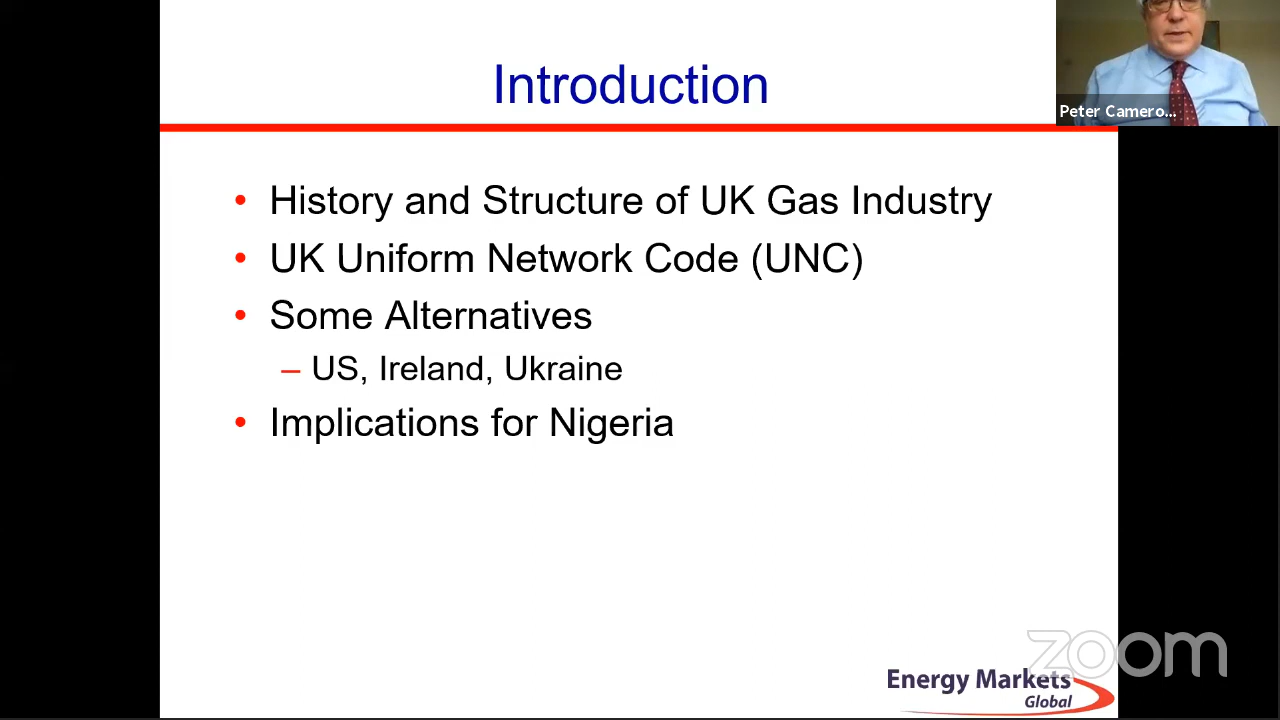 Introduction
Peter Camero...
• History and Structure of UK Gas Industry
• UK Uniform Network Code (UNC)
• Some Alternatives
– US, Ireland, Ukraine
• Implications for Nigeria
zoom
Energy Markets
Global